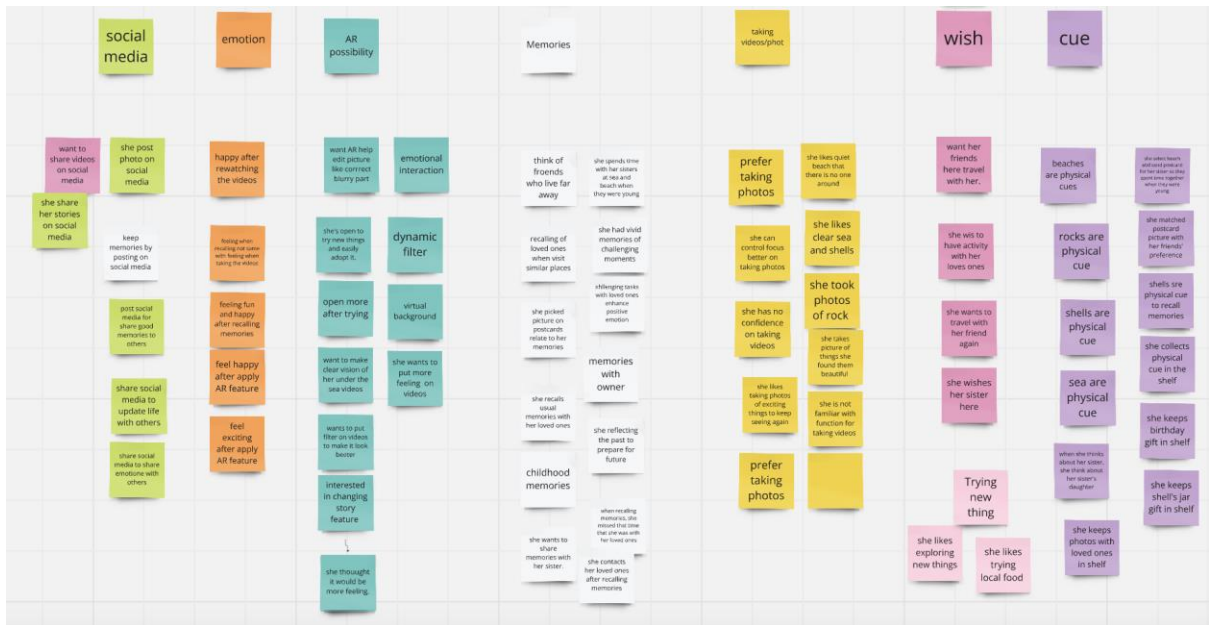 social
media
emotion
AR
possibility
Memories
taking
videos/phot
wish
cue
want to
share videos
on social
media
she post
photo on
social
media
she share
her stories
on social
media
keep
memories by
posting on
social media
post social
media for
share good
memories to
others
share social
media to
update life
with others
share social
media to share
emotione with
others
happy after
rewatching
the videos
feeling when
recalling not same
with feeling when
taking the videos
feeling fun
and happy
after recalling
memories.
feel happy
after apply
AR feature
feel
exciting
after apply
AR feature
want AR help
edit picture
like corrrect
blurry part
emotional
interaction
she's open to
try new things
and easily
adopt it.
dynamic
filter
open more
after trying
virtual
background
want to make
clear vision of
her under the
sea videos
she wants to
put more
feeling on
videos
wants to put
filter on videos
to make it look
bexter
interested in
changing
story
feature
she thouught
it would be
more feeling.
think of
froends
who live far
away
she spends time
with her sisters
at sea and
beach when
they were young
recalling of
loved ones
when visit
similar places
she had vivid
memories of
challenging
moments
chillenging tasks
with loved ones
enhance
positive
emotion
she picked
picture on
postcards
relate to her
memories
memories
with
owner
she recalls
usual
memories with
her loved ones
she reflecting
the past to
prepare for
future
childhood
memories
when recalling
memories, she
missed that time
that she was with
her loved ones
she wants to
share
memories with
her sister.
she contacts
her loved ones
after recalling
memories
prefer
taking
photos
she likes quiet
beach that
there is no one
around
she can
control focus
better on
taking photos
she likes
clear sea
and shells
she took
photos
of rock
she has no
confidence
on taking
videos
she takes
picture of
things she
found them
beautiful
she likes
taking photos
of exciting
things to keep
seeing again
she is not
familiar with
function for
taking videos
prefer
taking
photos
want her
friends
here travel
with her.
she wis to
have activity
with her
loves ones
she wants to
travel with
her friend
again
she wishes
her sister
here
Trying
new
thing
she likes
exploring
new things
she likes
trying
local food
beaches
are physical
cues
rocks are
physical
cue
shells are
physical
cue
sea are
physical
cue
when she thinks
about her sister,
she think about
her sister's
daughter
she keeps
photos with
loved ones
in shelf
postcard
for her sister
they
time together
when they were
young
she matched
postcard
picture with
her friends'
preference
shells sre
physical cue to
recall
memories
she collects
physical
cue in the
shelf
she keeps
birthday
gift in shelf
she keeps
shell's jar
gift in shelf